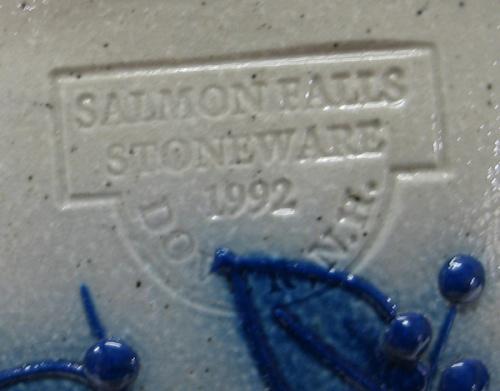 SALMON FALLS
STONEWARE
1992
N.H.